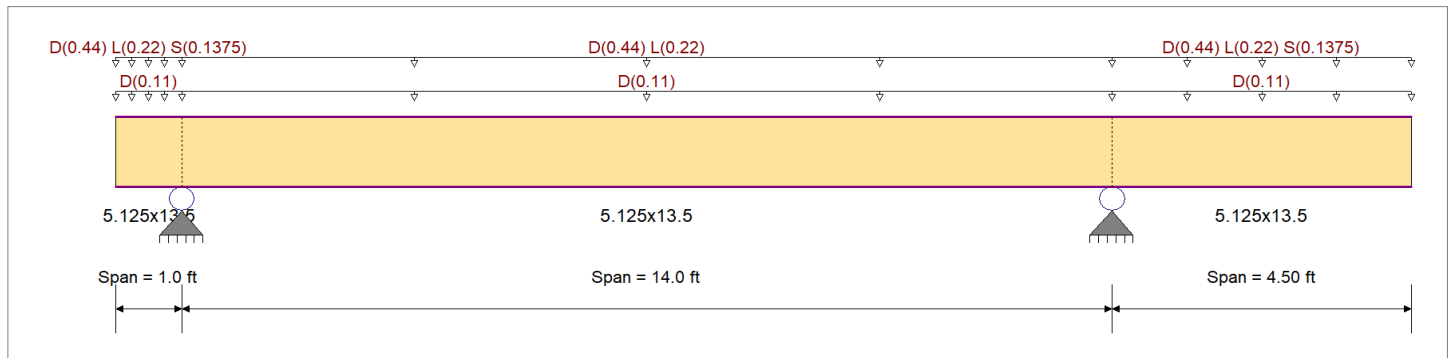 D(0.44) L(0.22) S(0.1375) D(0.44) L(0.22) D(0.44) L(0.22) S(0.1375)
D(0.11) D(0.11) D(0.11)
5.125x13.5 5.125x13.5 5.125x13.5
Span = 1.0 ft Span = 14.0 ft Span = 4.50 ft